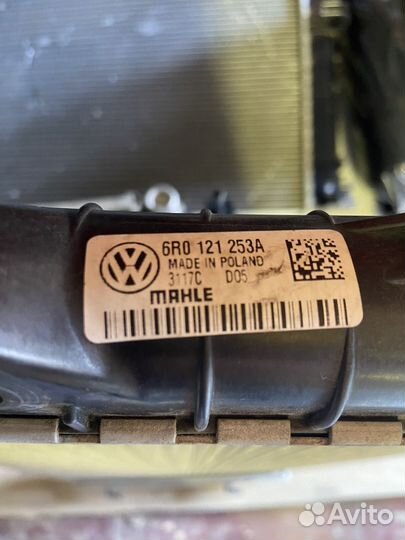 6R0 121 253A
MADE IN POLAND
3117C D05
MAHLE
Avito